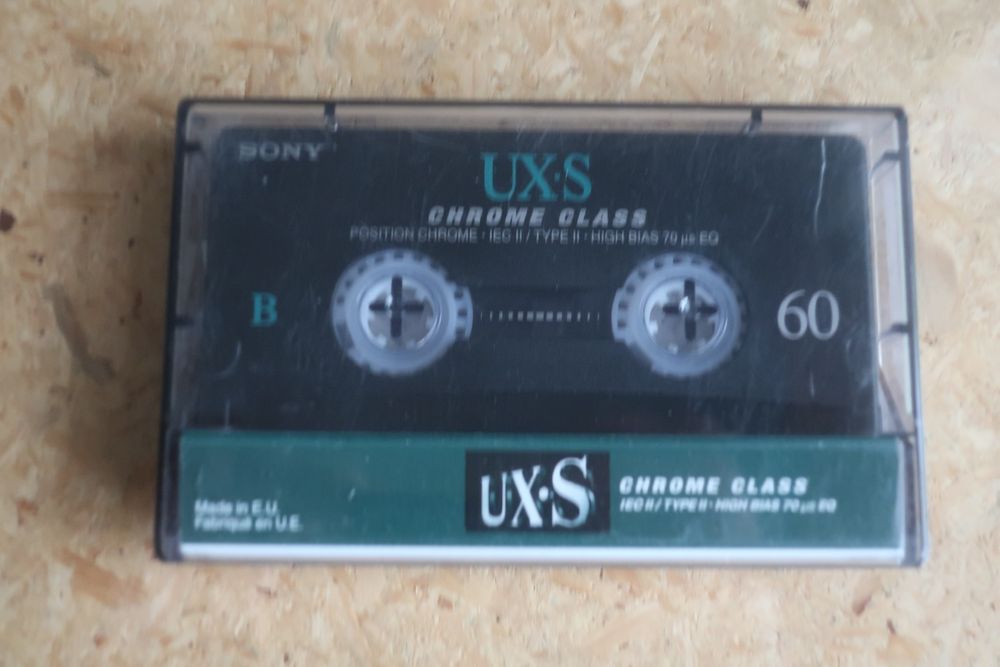 SONY
UX·S
CHROME CLASS
POSITION CHROME · IEC II / TYPE II · HIGH BIAS 70 µs EQ
B
60
UX·S
CHROME CLASS
IEC II / TYPE II · HIGH BIAS 70 µs EQ
Made in E.U.
Fabriqué en U.E.